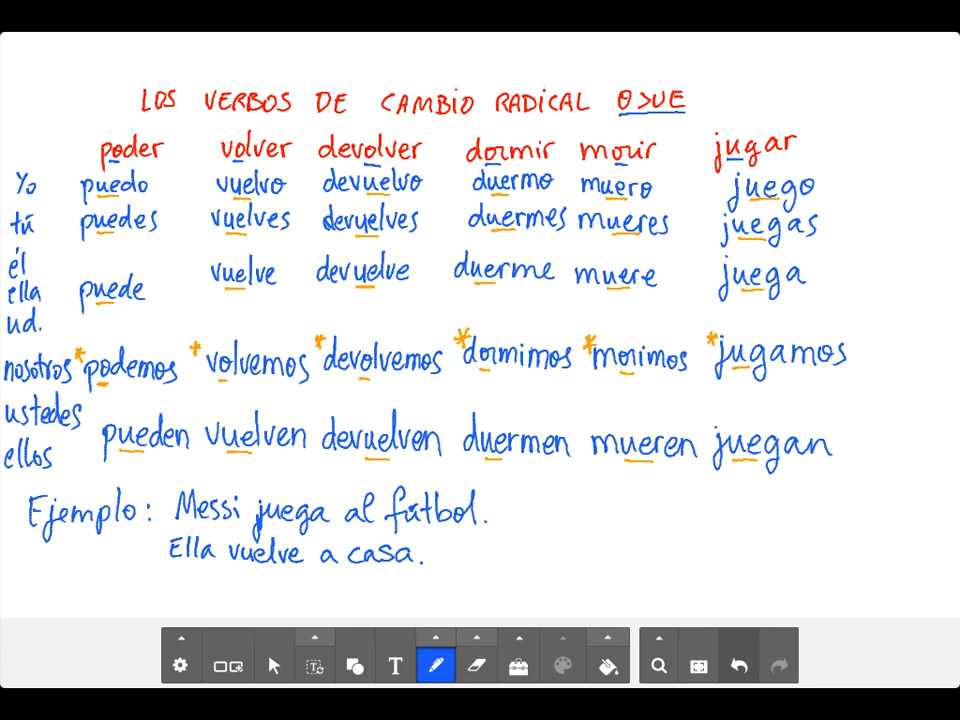 LOS VERBOS DE CAMBIO RADICAL O>UE
poder volver devolver dormir morir jugar
Yo puedo vuelvo devuelvo duermo muero juego
tú puedes vuelves devuelves duermes mueres juegas
él
ella puede vuelve devuelve duerme muere juega
ud.
nosotros *podemos *volvemos *devolvemos *dormimos *morimos *jugamos
ustedes
ellos pueden vuelven devuelven duermen mueren juegan
Ejemplo: Messi juega al fútbol.
Ella vuelve a casa.
T